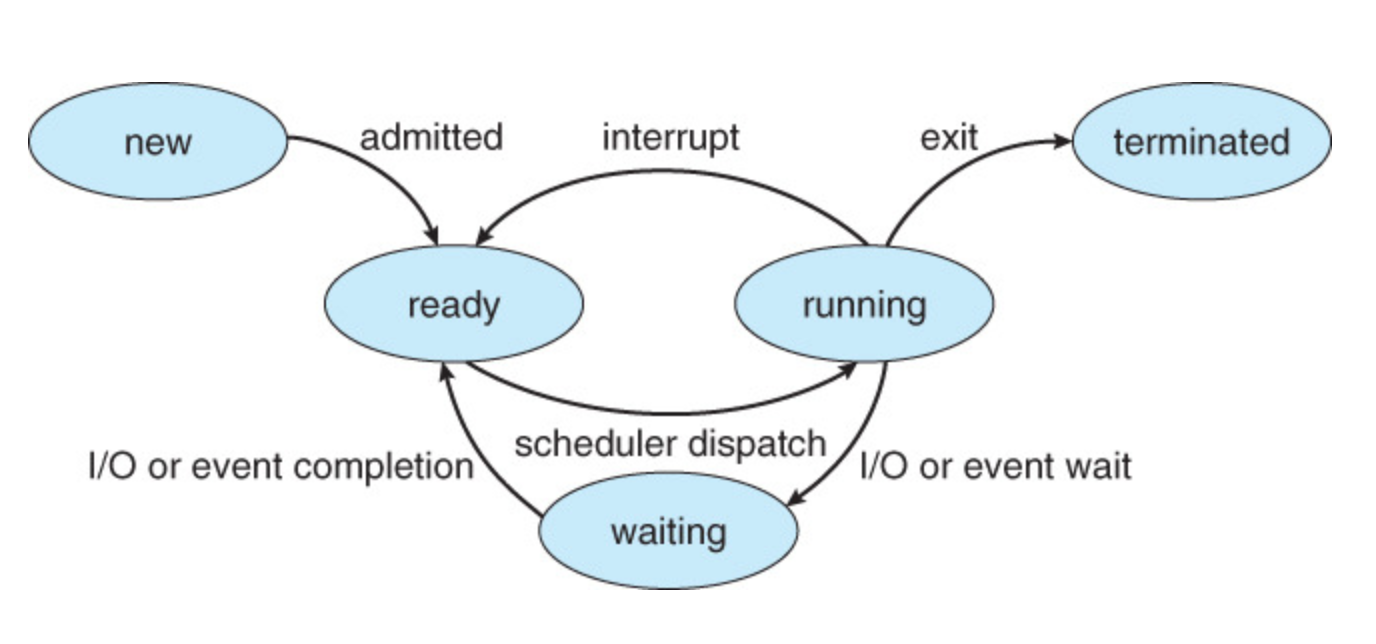 new
admitted
interrupt
exit
terminated
ready
running
scheduler dispatch
I/O or event completion
I/O or event wait
waiting